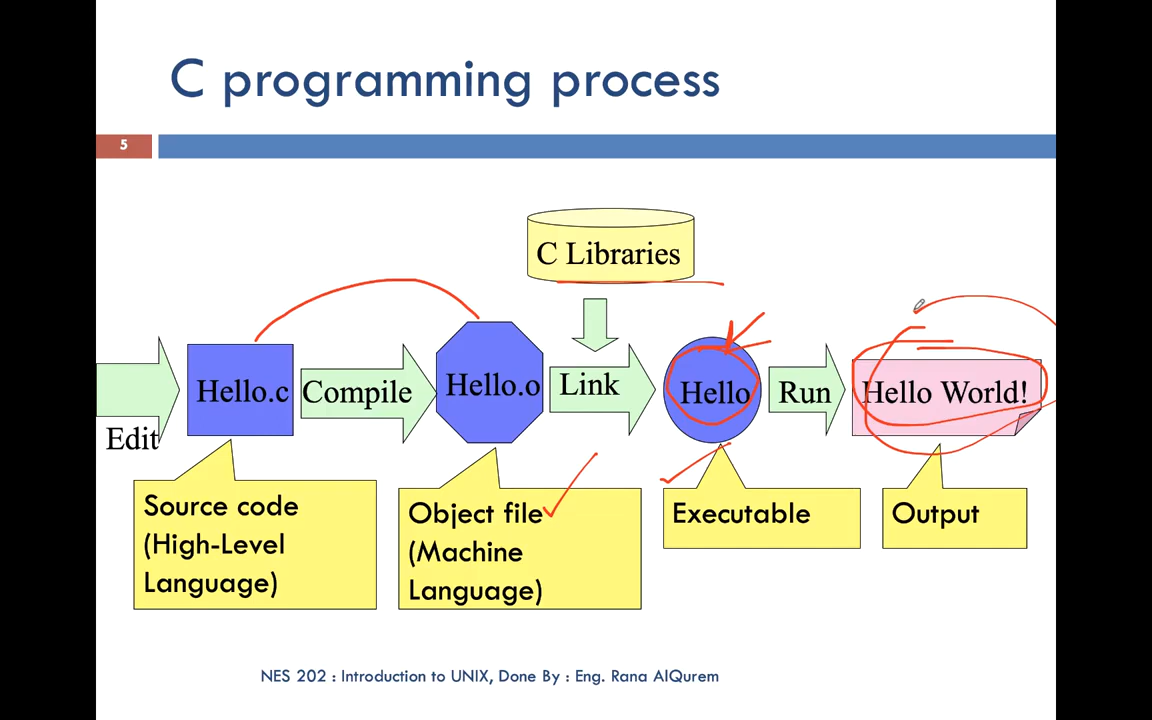 C programming process
5
C Libraries
Edit
Hello.c
Compile
Hello.o
Link
Hello
Run
Hello World!
Source code
(High-Level
Language)
Object file
(Machine
Language)
Executable
Output
NES 202 : Introduction to UNIX, Done By : Eng. Rana AlQurem